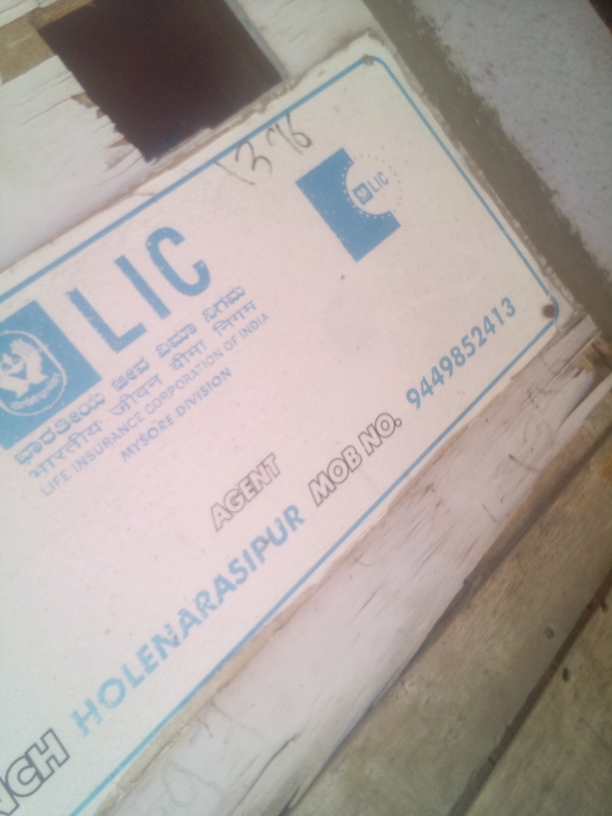 1376
LIC
LIC
ಭಾರತೀಯ ಜೀವ ವಿಮಾ ನಿಗಮ
भारतीय जीवन बीमा निगम
LIFE INSURANCE CORPORATION OF INDIA
MYSORE DIVISION
AGENT
HOLENARASIPUR MOB NO. 9449852413